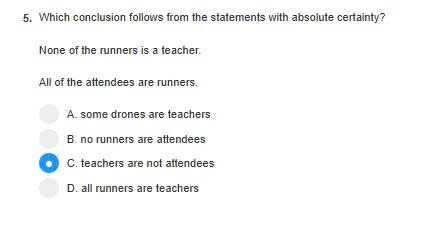 5. Which conclusion follows from the statements with absolute certainty?
None of the runners is a teacher.
All of the attendees are runners.
A. some drones are teachers
B. no runners are attendees
C. teachers are not attendees
D. all runners are teachers